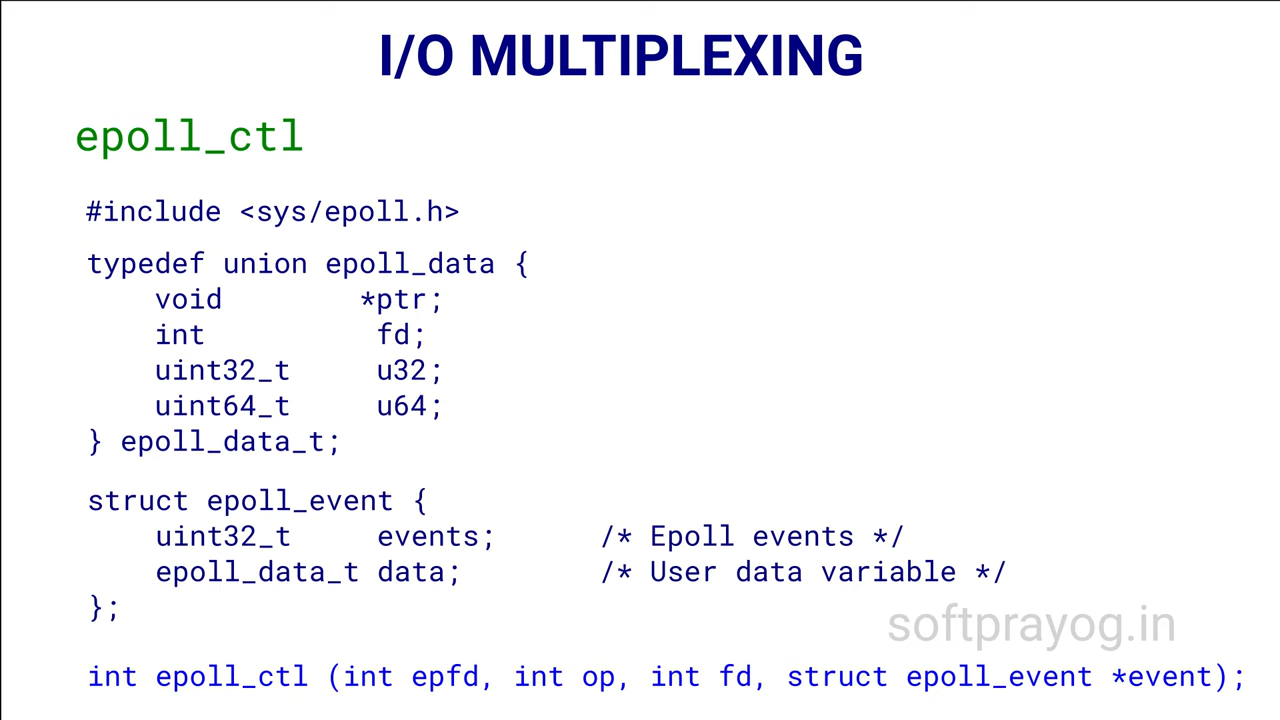 I/O MULTIPLEXING
epoll_ctl
#include <sys/epoll.h>
typedef union epoll_data {
    void        *ptr;
    int          fd;
    uint32_t     u32;
    uint64_t     u64;
} epoll_data_t;
struct epoll_event {
    uint32_t     events;      /* Epoll events */
    epoll_data_t data;        /* User data variable */
};
softprayog.in
int epoll_ctl (int epfd, int op, int fd, struct epoll_event *event);